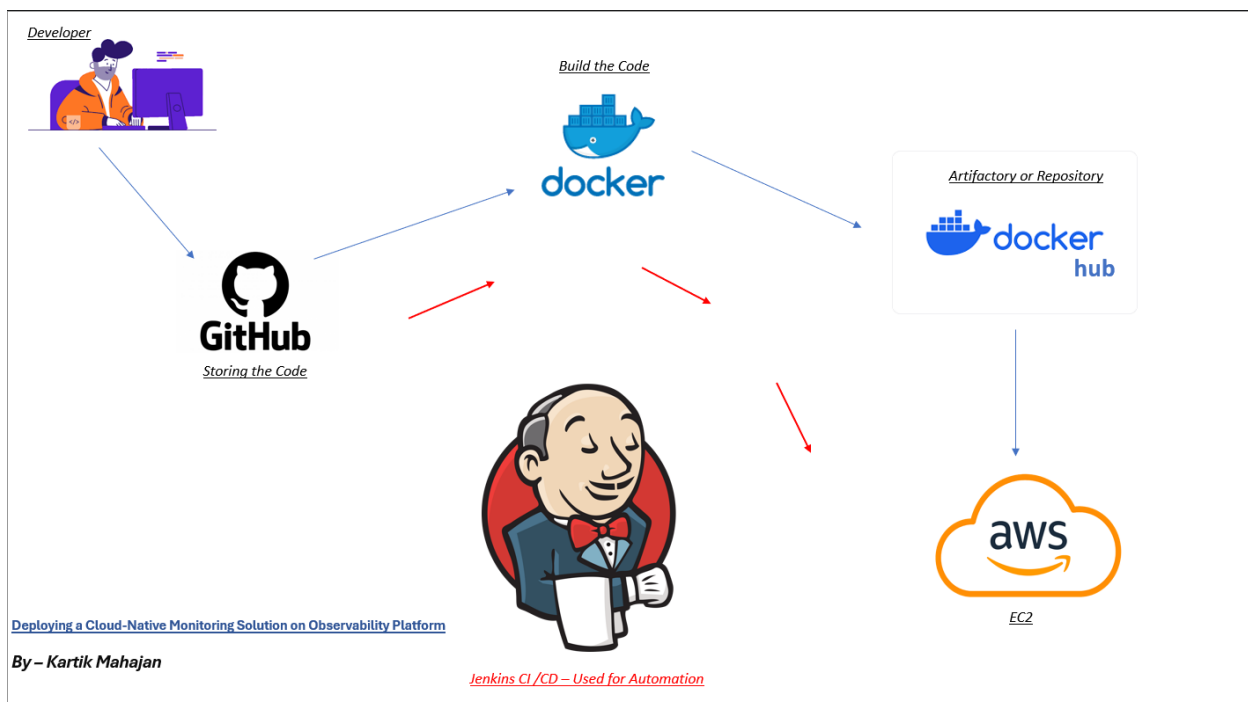 Developer
Build the Code
docker
Artifactory or Repository
docker
hub
GitHub
Storing the Code
aws
EC2
Deploying a Cloud-Native Monitoring Solution on Observability Platform
By – Kartik Mahajan
Jenkins CI /CD – Used for Automation